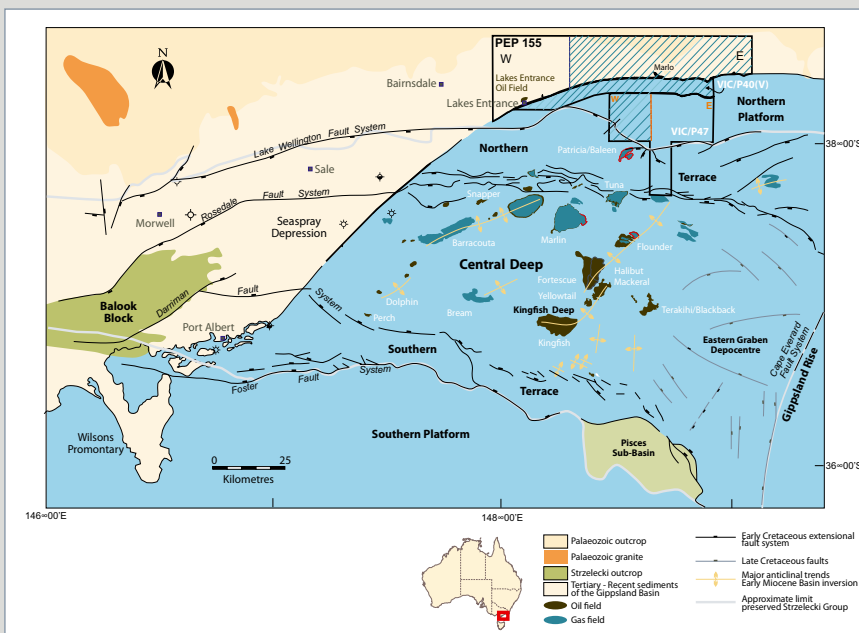 N
PEP 155
W
E
Marlo
Lakes Entrance
Oil Field
Bairnsdale
Lakes Entrance
VIC/P40(V)
W
E
Northern
Platform
VIC/P47
38∞00'S
Lake Wellington Fault System
Northern
Patricia/Baleen
Sale
Terrace
Tuna
Snapper
Rosedale Fault System
Morwell
Seaspray
Depression
Barracouta
Marlin
Flounder
Central Deep
Halibut
Mackeral
Fortescue
Yellowtail
Balook
Block
Darriman Fault System
Dolphin
Perch
Bream
Kingfish Deep
Kingfish
Terakihi/Blackback
Port Albert
Eastern Graben
Depocentre
Cape Everard
Fault System
Gippsland Rise
Southern
Terrace
Foster Fault System
Southern Platform
Wilsons
Promontary
Pisces
Sub-Basin
0
25
Kilometres
36∞00'S
146∞00'E
148∞00'E
Palaeozoic outcrop
Palaeozoic granite
Strzelecki outcrop
Tertiary - Recent sediments
of the Gippsland Basin
Oil field
Gas field
Early Cretaceous extensional
fault system
Late Cretaceous faults
Major anticlinal trends
Early Miocene Basin inversion
Approximate limit
preserved Strzelecki Group